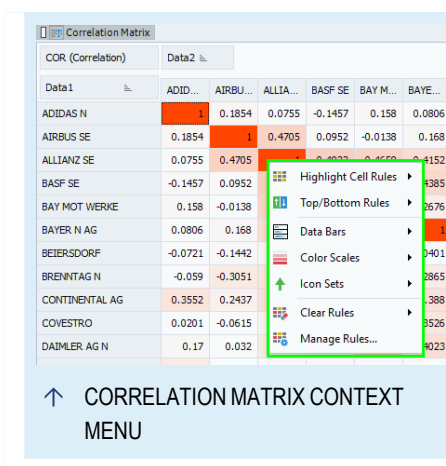 Correlation Matrix
COR (Correlation) Data2
Data1 ADID... AIRBU... ALLIA... BASF SE BAY M... BAYE...
ADIDAS N 1 0.1854 0.0755 -0.1457 0.158 0.0806
AIRBUS SE 0.1854 1 0.4705 0.0952 -0.0138 0.168
ALLIANZ SE 0.0755 0.4705
BASF SE -0.1457 0.0952
BAY MOT WERKE 0.158 -0.0138
BAYER N AG 0.0806 0.168 1
BEIERSDORF -0.0721 -0.1442
BRENNTAG N -0.059 -0.3051
CONTINENTAL AG 0.3552 0.2437
COVESTRO 0.0201 -0.0615
DAIMLER AG N 0.17 0.032
Highlight Cell Rules
Top/Bottom Rules
Data Bars
Color Scales
Icon Sets
Clear Rules
Manage Rules...
↑ CORRELATION MATRIX CONTEXT
MENU